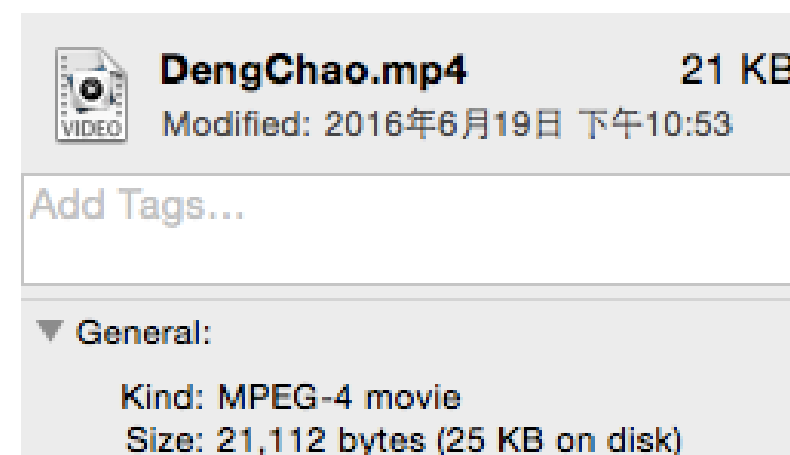 DengChao.mp4 21 KB
VIDEO
Modified: 2016年6月19日 下午10:53
Add Tags...
General:
Kind: MPEG-4 movie
Size: 21,112 bytes (25 KB on disk)